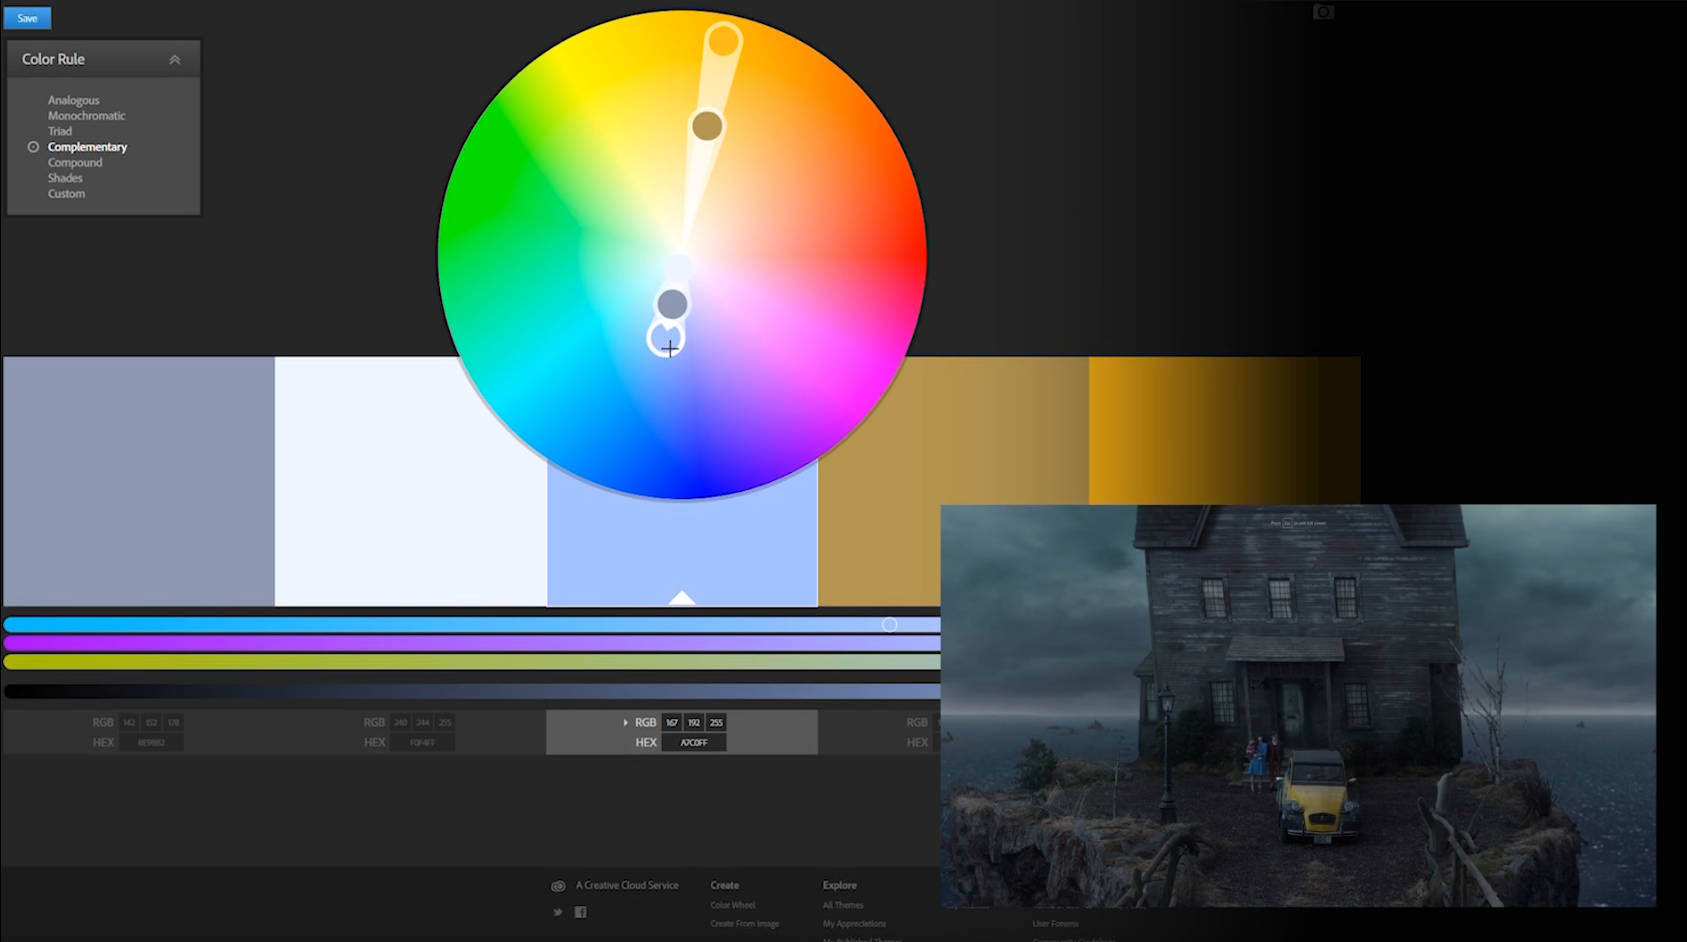 Save
Color Rule
Analogous
Monochromatic
Triad
Complementary
Compound
Shades
Custom
RGB 142 152 178
HEX 8E98B2
RGB 240 244 255
HEX F0F4FF
RGB 167 192 255
HEX A7C0FF
RGB
HEX
A Creative Cloud Service
Create
Explore
Color Wheel
All Themes
Create From Image
My Appreciations
User Forums